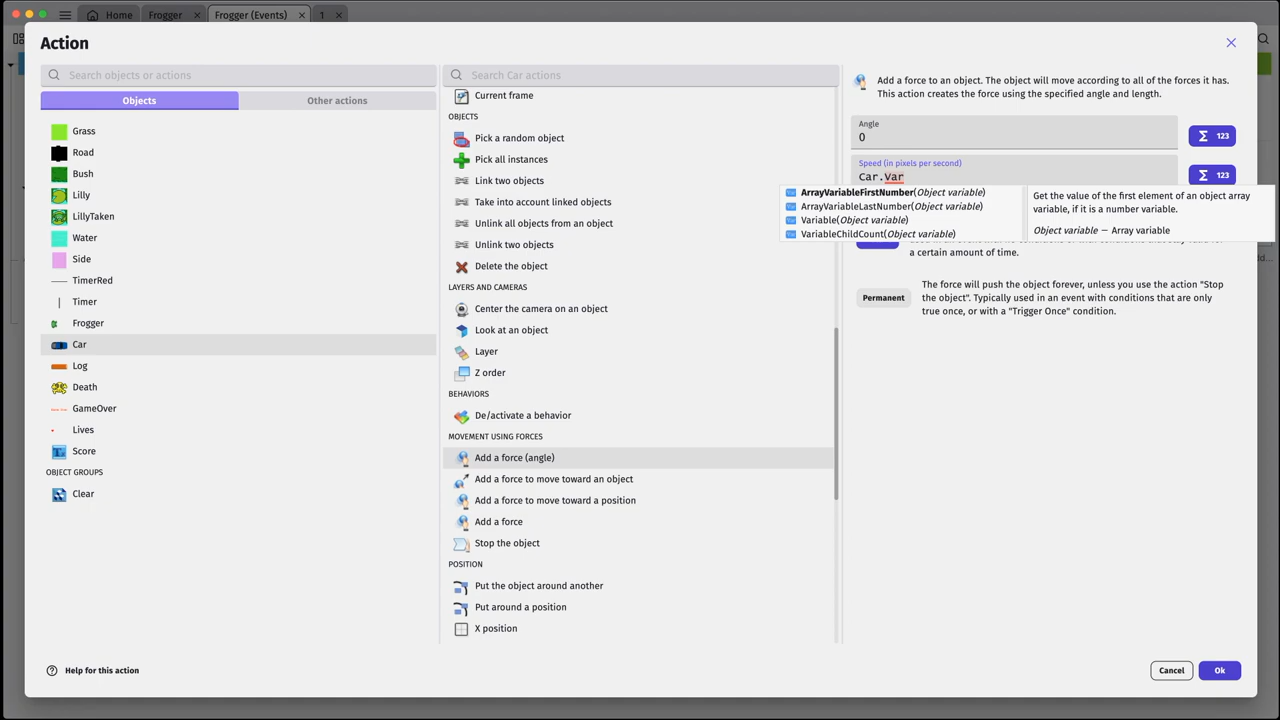 Home
Frogger
Frogger (Events)
1
Action
Search objects or actions
Objects
Other actions
Grass
Road
Bush
Lilly
LillyTaken
Water
Side
TimerRed
Timer
Frogger
Car
Log
Death
GameOver
Lives
Score
OBJECT GROUPS
Clear
Search Car actions
Current frame
OBJECTS
Pick a random object
Pick all instances
Link two objects
Take into account linked objects
Unlink all objects from an object
Unlink two objects
Delete the object
LAYERS AND CAMERAS
Center the camera on an object
Look at an object
Layer
Z order
BEHAVIORS
De/activate a behavior
MOVEMENT USING FORCES
Add a force (angle)
Add a force to move toward an object
Add a force to move toward a position
Add a force
Stop the object
POSITION
Put the object around another
Put around a position
X position
Add a force to an object. The object will move according to all of the forces it has.
This action creates the force using the specified angle and length.
Angle
0
Σ 123
Speed (in pixels per second)
Car.Var
Σ 123
ArrayVariableFirstNumber(Object variable)
ArrayVariableLastNumber(Object variable)
Variable(Object variable)
VariableChildCount(Object variable)
Get the value of the first element of an object array
variable, if it is a number variable.
Object variable — Array variable
a certain amount of time.
Permanent
The force will push the object forever, unless you use the action "Stop
the object". Typically used in an event with conditions that are only
true once, or with a "Trigger Once" condition.
Help for this action
Cancel
Ok